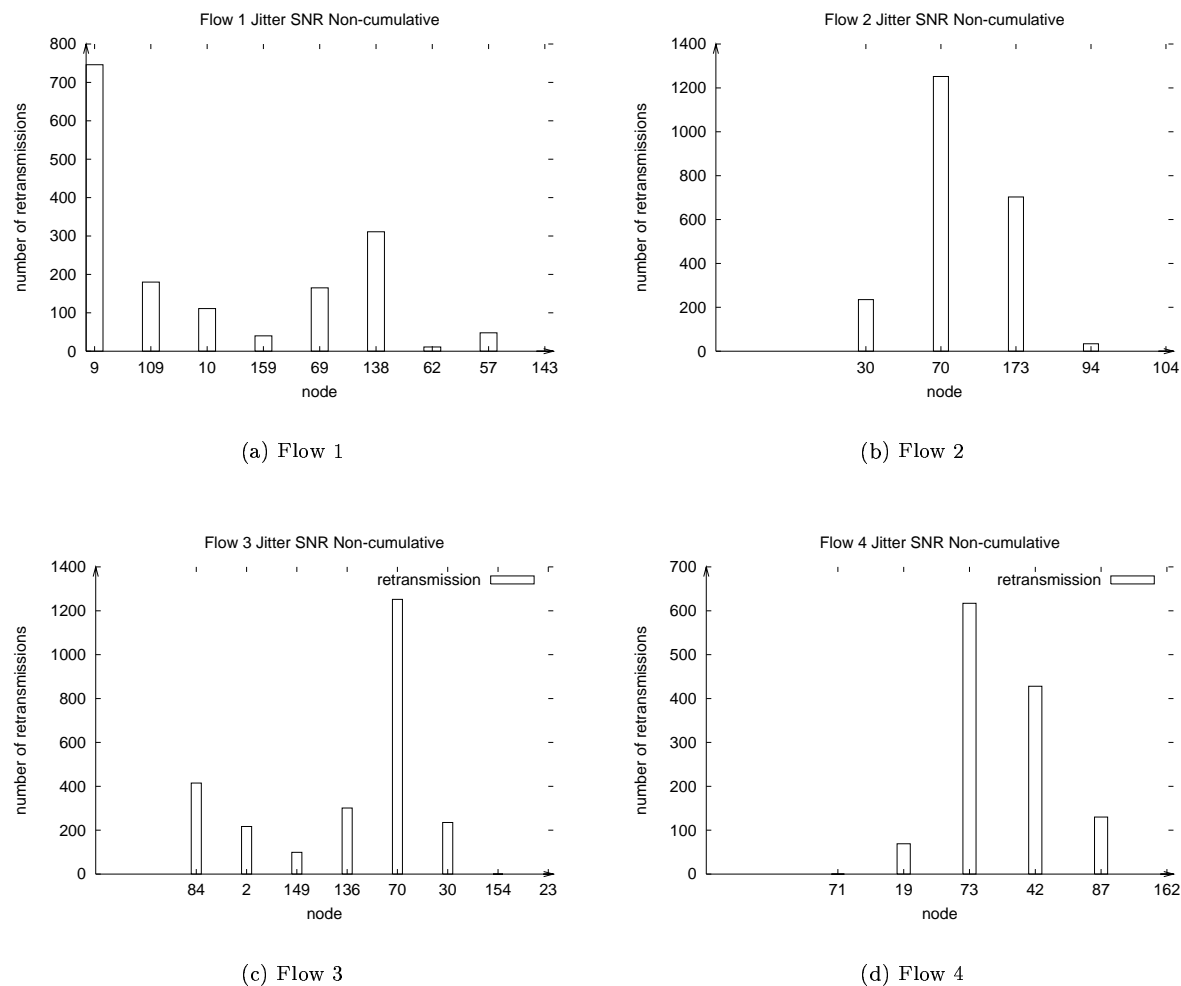 Flow 1 Jitter SNR Non-cumulative
800
700
600
500
400
300
200
100
0
number of retransmissions
9 109 10 159 69 138 62 57 143
node
(a) Flow 1
Flow 2 Jitter SNR Non-cumulative
1400
1200
1000
800
600
400
200
0
number of retransmissions
30 70 173 94 104
node
(b) Flow 2
Flow 3 Jitter SNR Non-cumulative
retransmission
1400
1200
1000
800
600
400
200
0
number of retransmissions
84 2 149 136 70 30 154 23
node
(c) Flow 3
Flow 4 Jitter SNR Non-cumulative
retransmission
700
600
500
400
300
200
100
0
number of retransmissions
71 19 73 42 87 162
node
(d) Flow 4